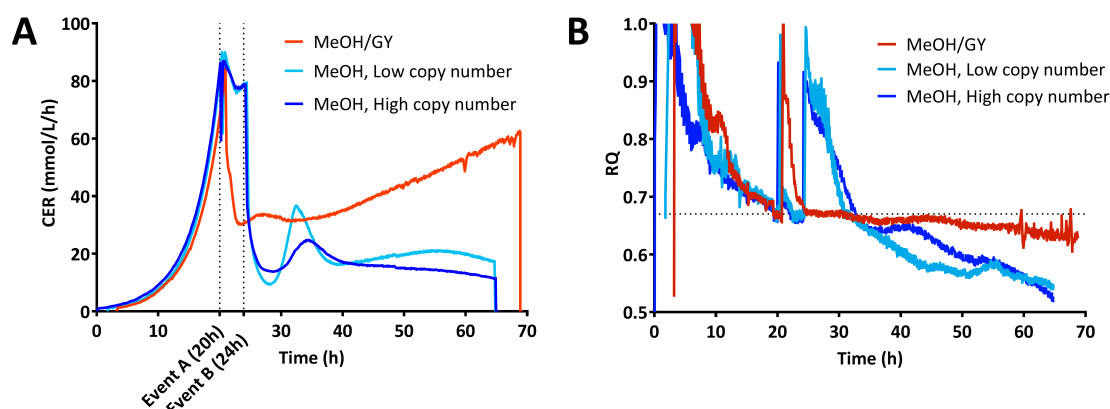 A
CER (mmol/L/h)
100
80
60
40
20
0
0
10
30
40
50
60
70
Time (h)
Event A (20h)
Event B (24h)
MeOH/GY
MeOH, Low copy number
MeOH, High copy number
B
RQ
1.0
0.9
0.8
0.7
0.6
0.5
0
10
20
30
40
50
60
70
Time (h)
MeOH/GY
MeOH, Low copy number
MeOH, High copy number